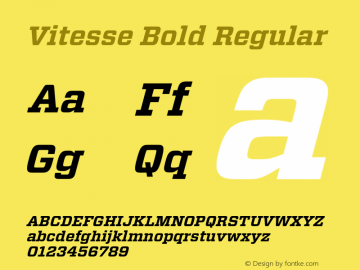 Vitesse Bold Regular
Aa Ff
a
Gg Qq
ABCDEFGHIJKLMNOPQRSTUVWXYZ
abcdefghijklmnopqrstuvwxyz
0123456789
© Design by fontke.com